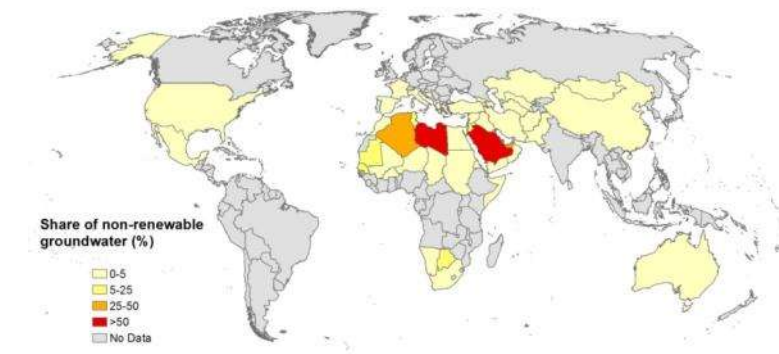 Share of non-renewable
groundwater (%)
0-5
5-25
25-50
>50
No Data